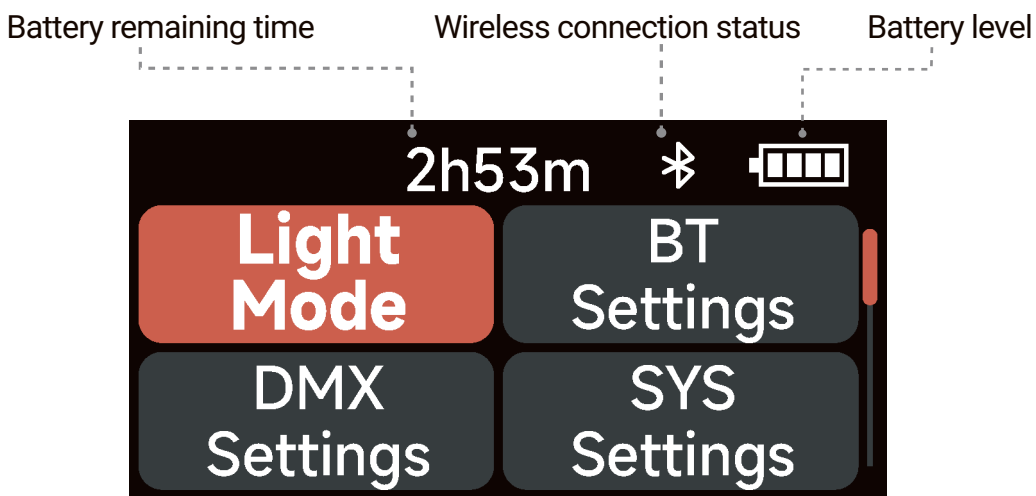 Battery remaining time Wireless connection status Battery level
2h53m
Light BT
Mode Settings
DMX SYS
Settings Settings